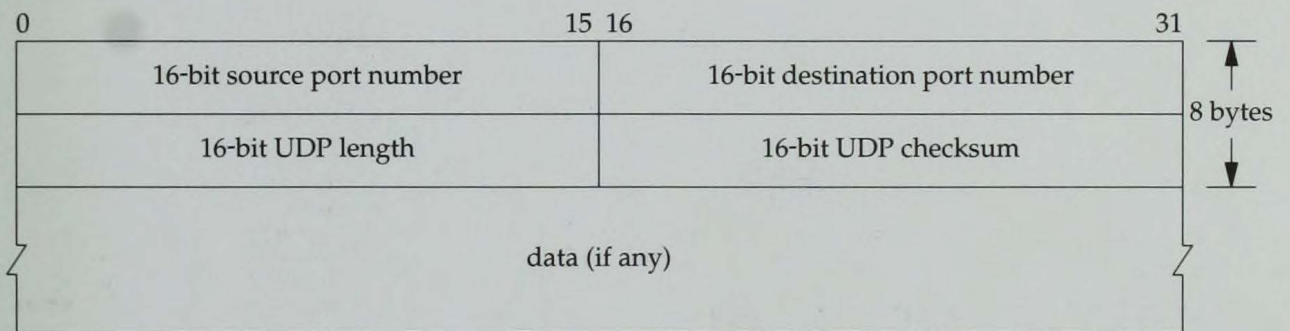 0 15 16 31
16-bit source port number 16-bit destination port number
8 bytes
16-bit UDP length 16-bit UDP checksum
data (if any)